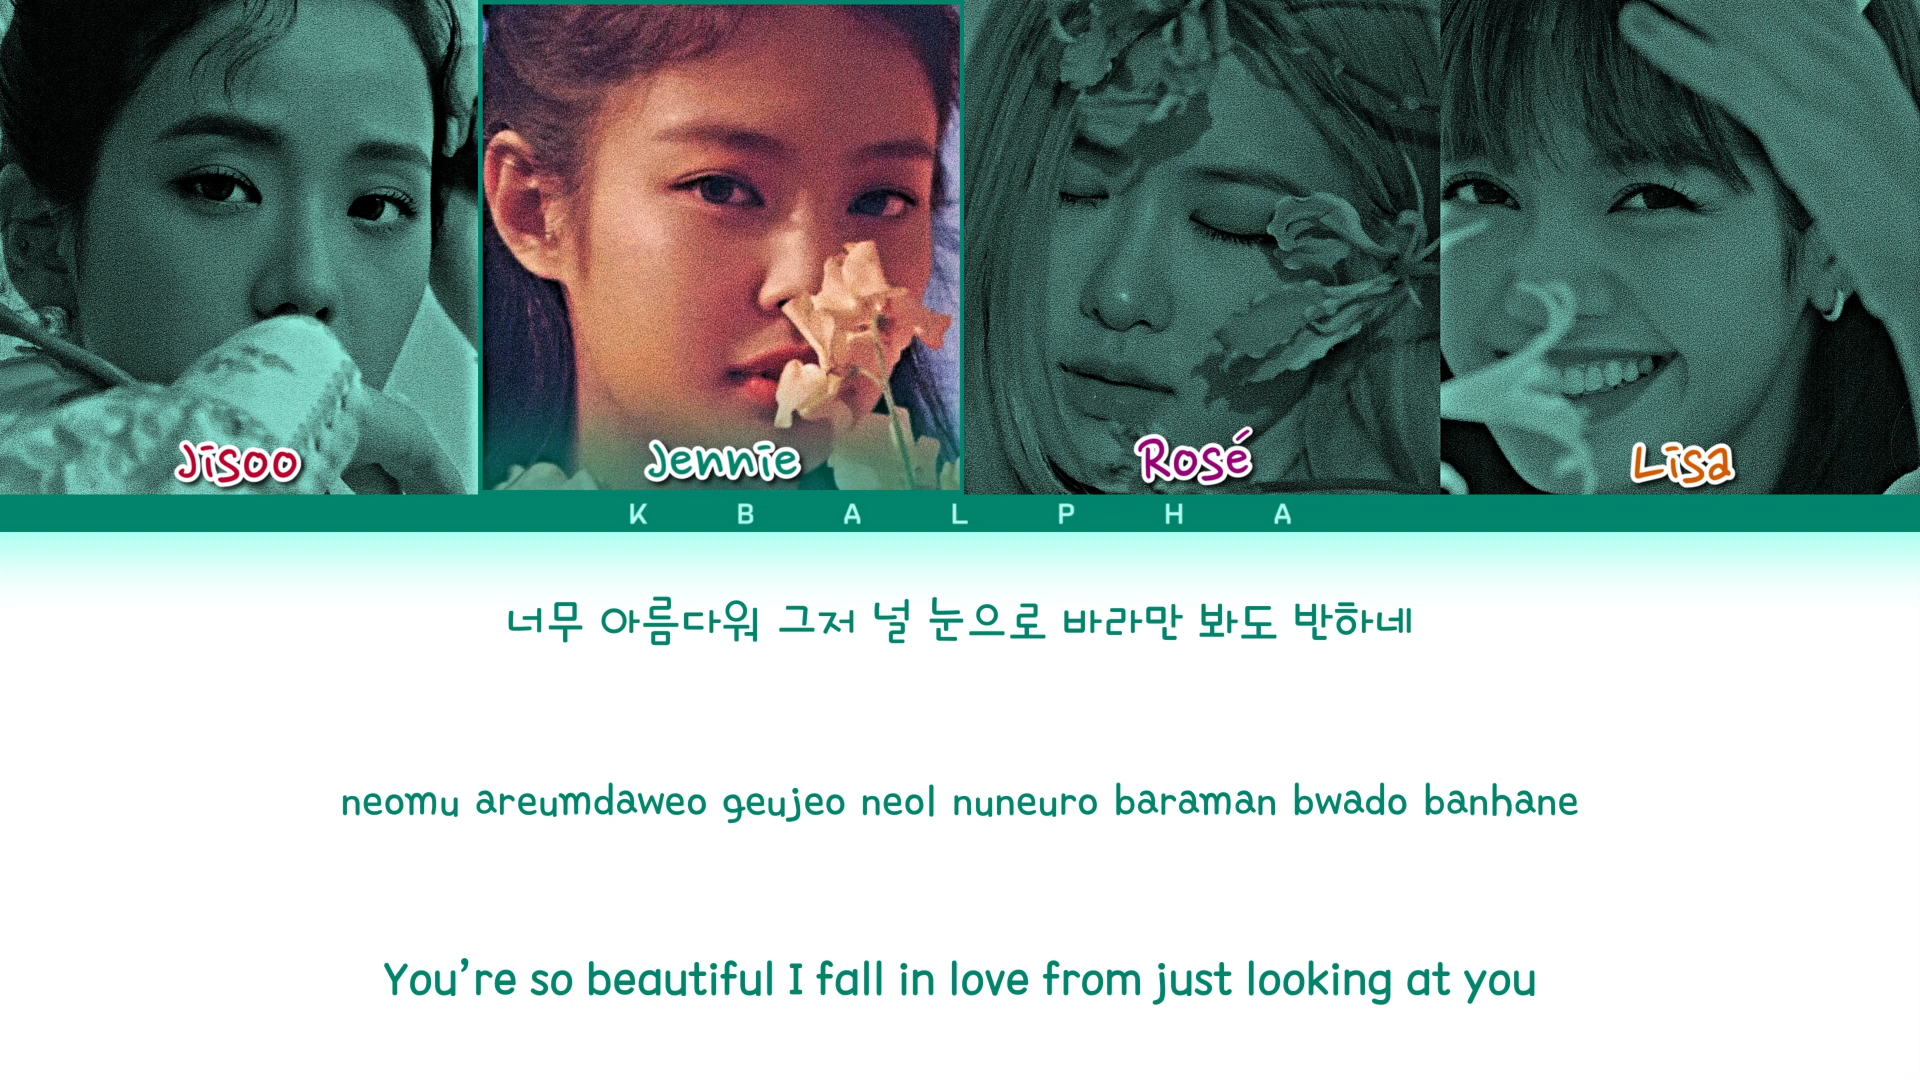 Jisoo Jennie Rosé Lisa
K B A L P H A
너무 아름다워 그저 널 눈으로 바라만 봐도 반하네
neomu areumdaweo geujeo neol nuneuro baraman bwado banhane
You’re so beautiful I fall in love from just looking at you